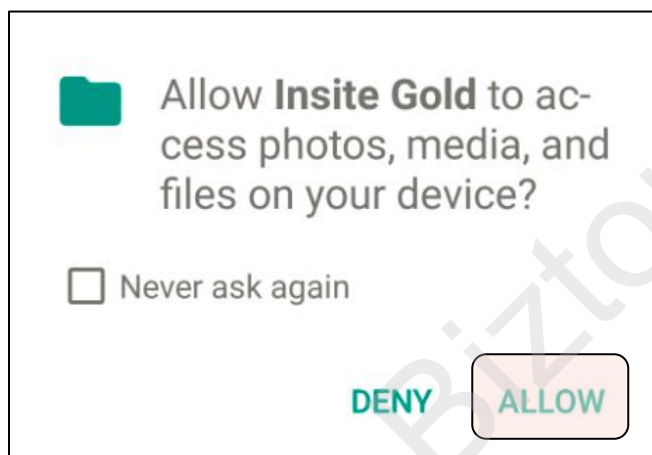 Allow Insite Gold to ac-
cess photos, media, and
files on your device?
Never ask again
DENY ALLOW